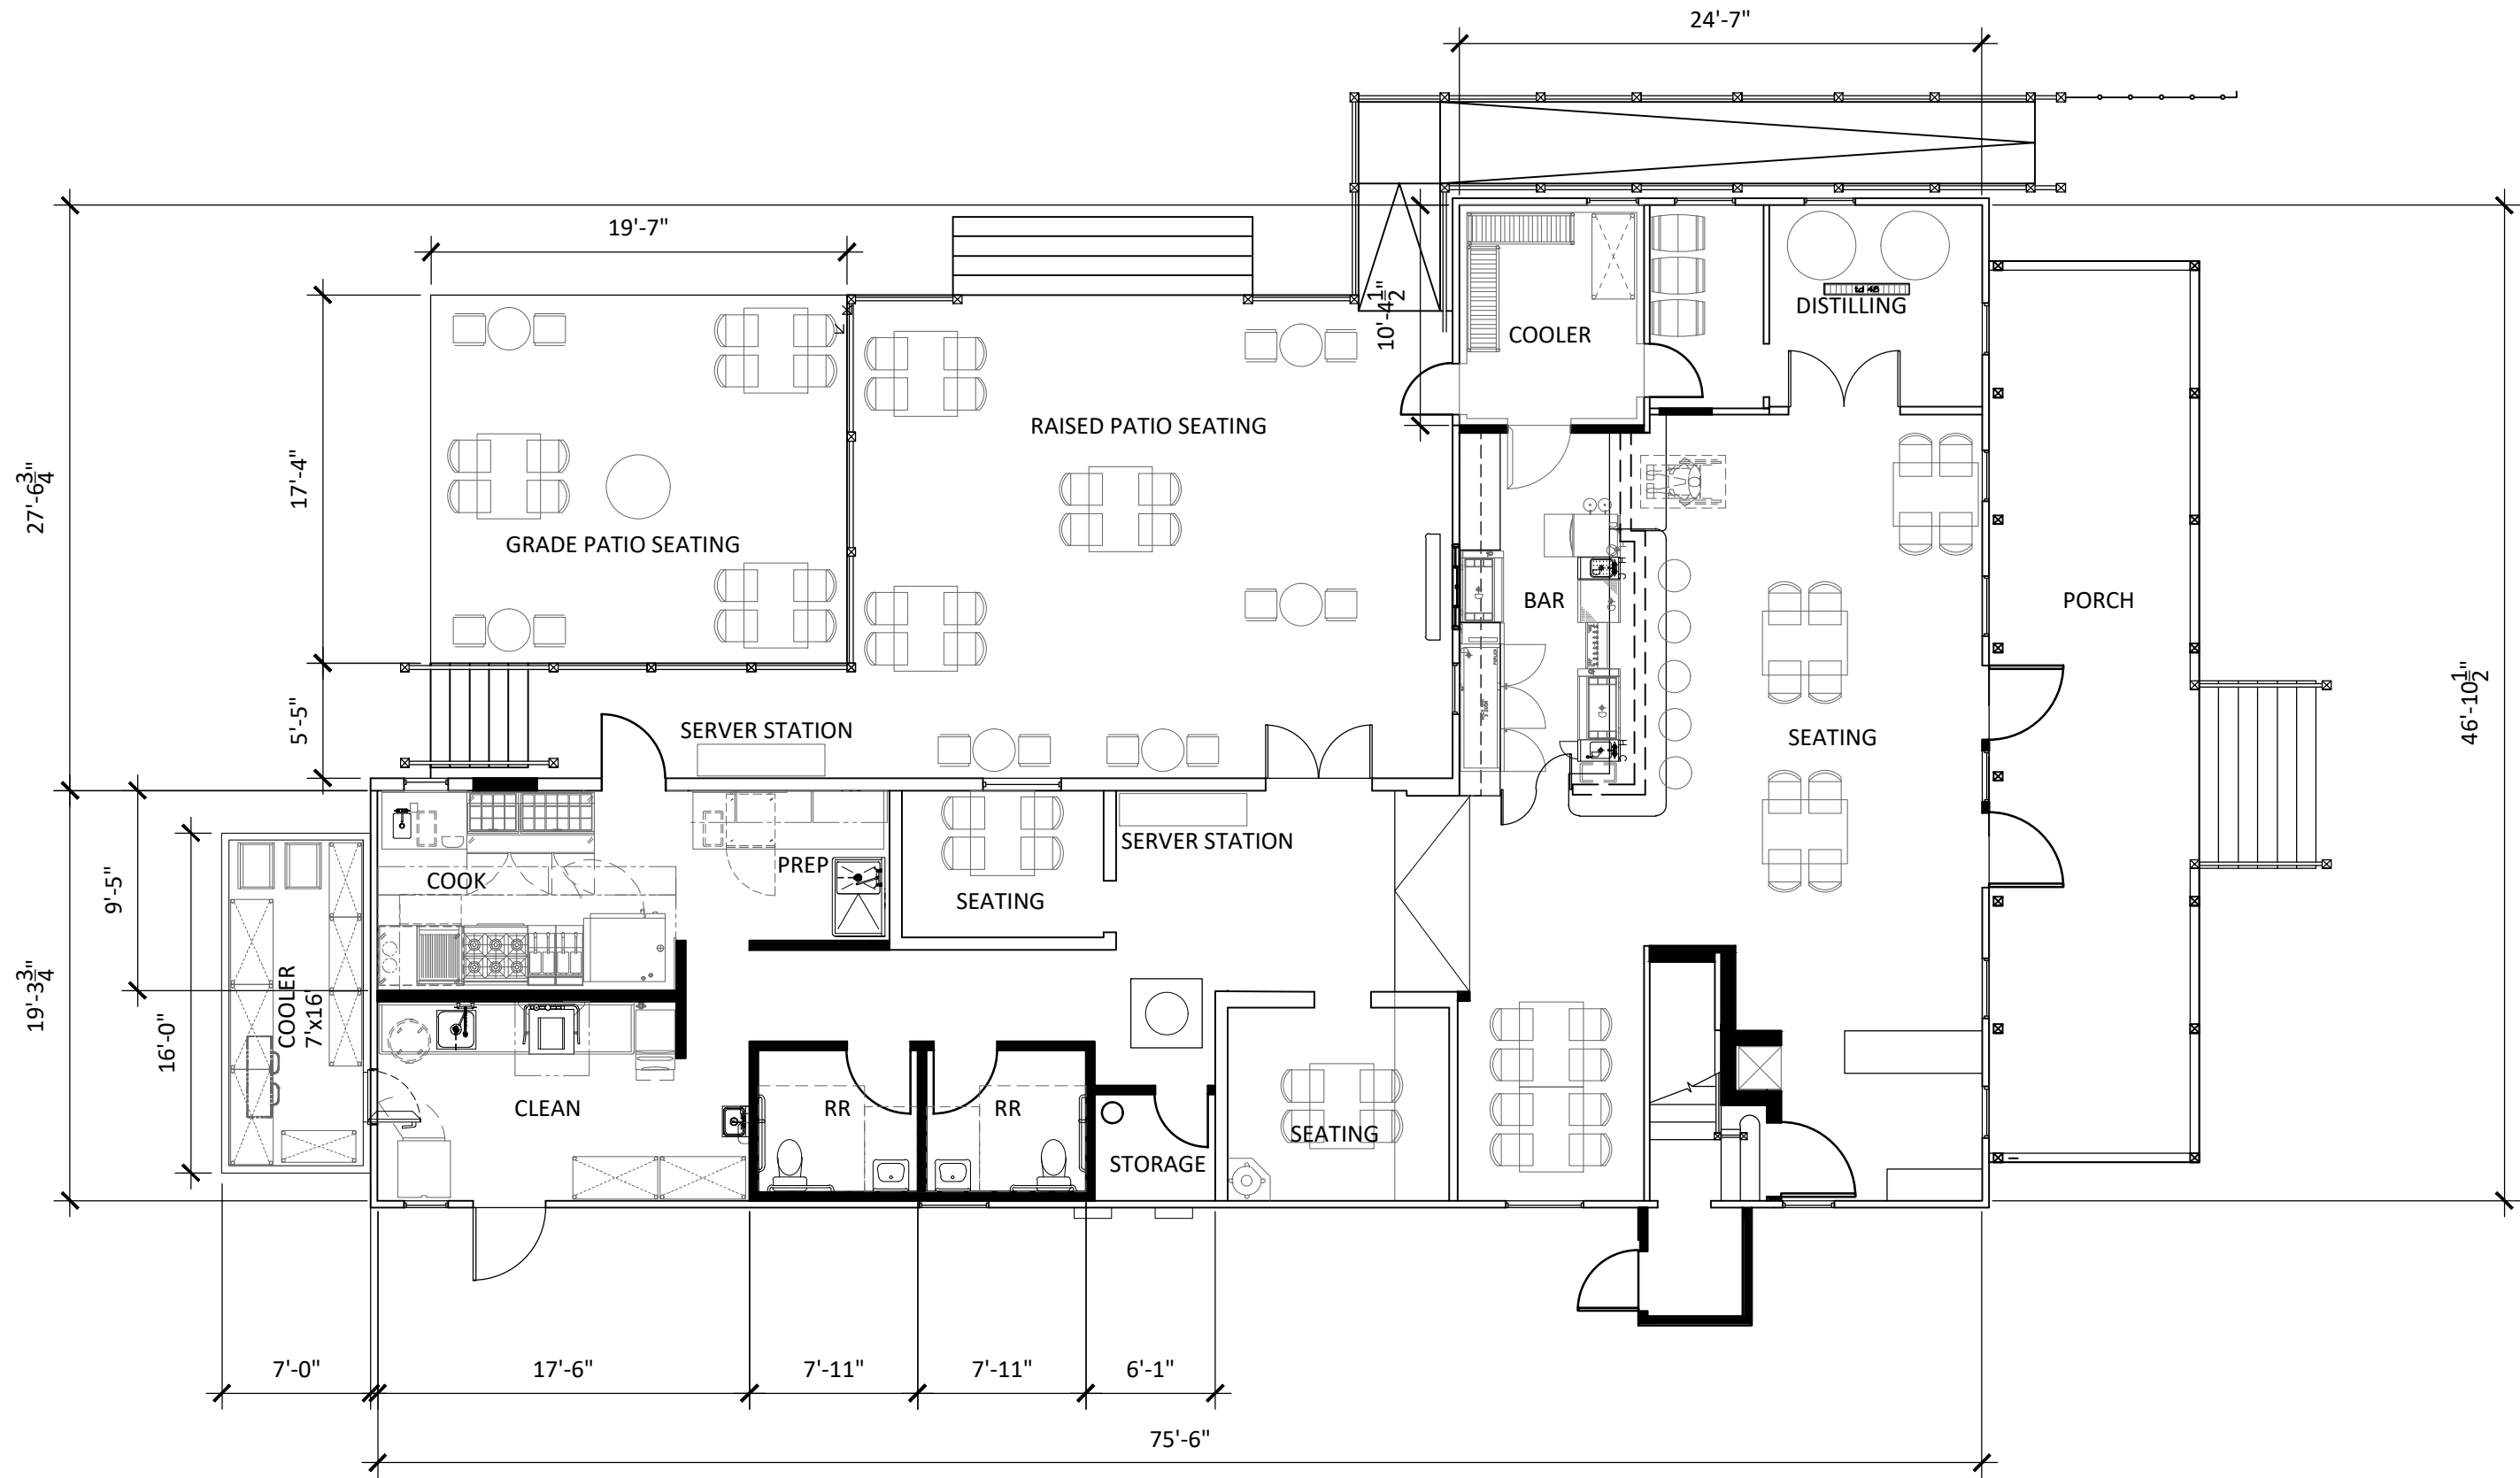 24'-7"
19'-7"
27'-6 3/4"
17'-4"
10'-4 1/2"
COOLER
td 48
DISTILLING
RAISED PATIO SEATING
GRADE PATIO SEATING
BAR
PORCH
46'-10 1/2"
5'-5"
SERVER STATION
SEATING
9'-5"
COOK
PREP
SERVER STATION
SEATING
19'-3 3/4"
16'-0"
COOLER
7'x16'
CLEAN
RR
RR
STORAGE
SEATING
7'-0"
17'-6"
7'-11"
7'-11"
6'-1"
75'-6"